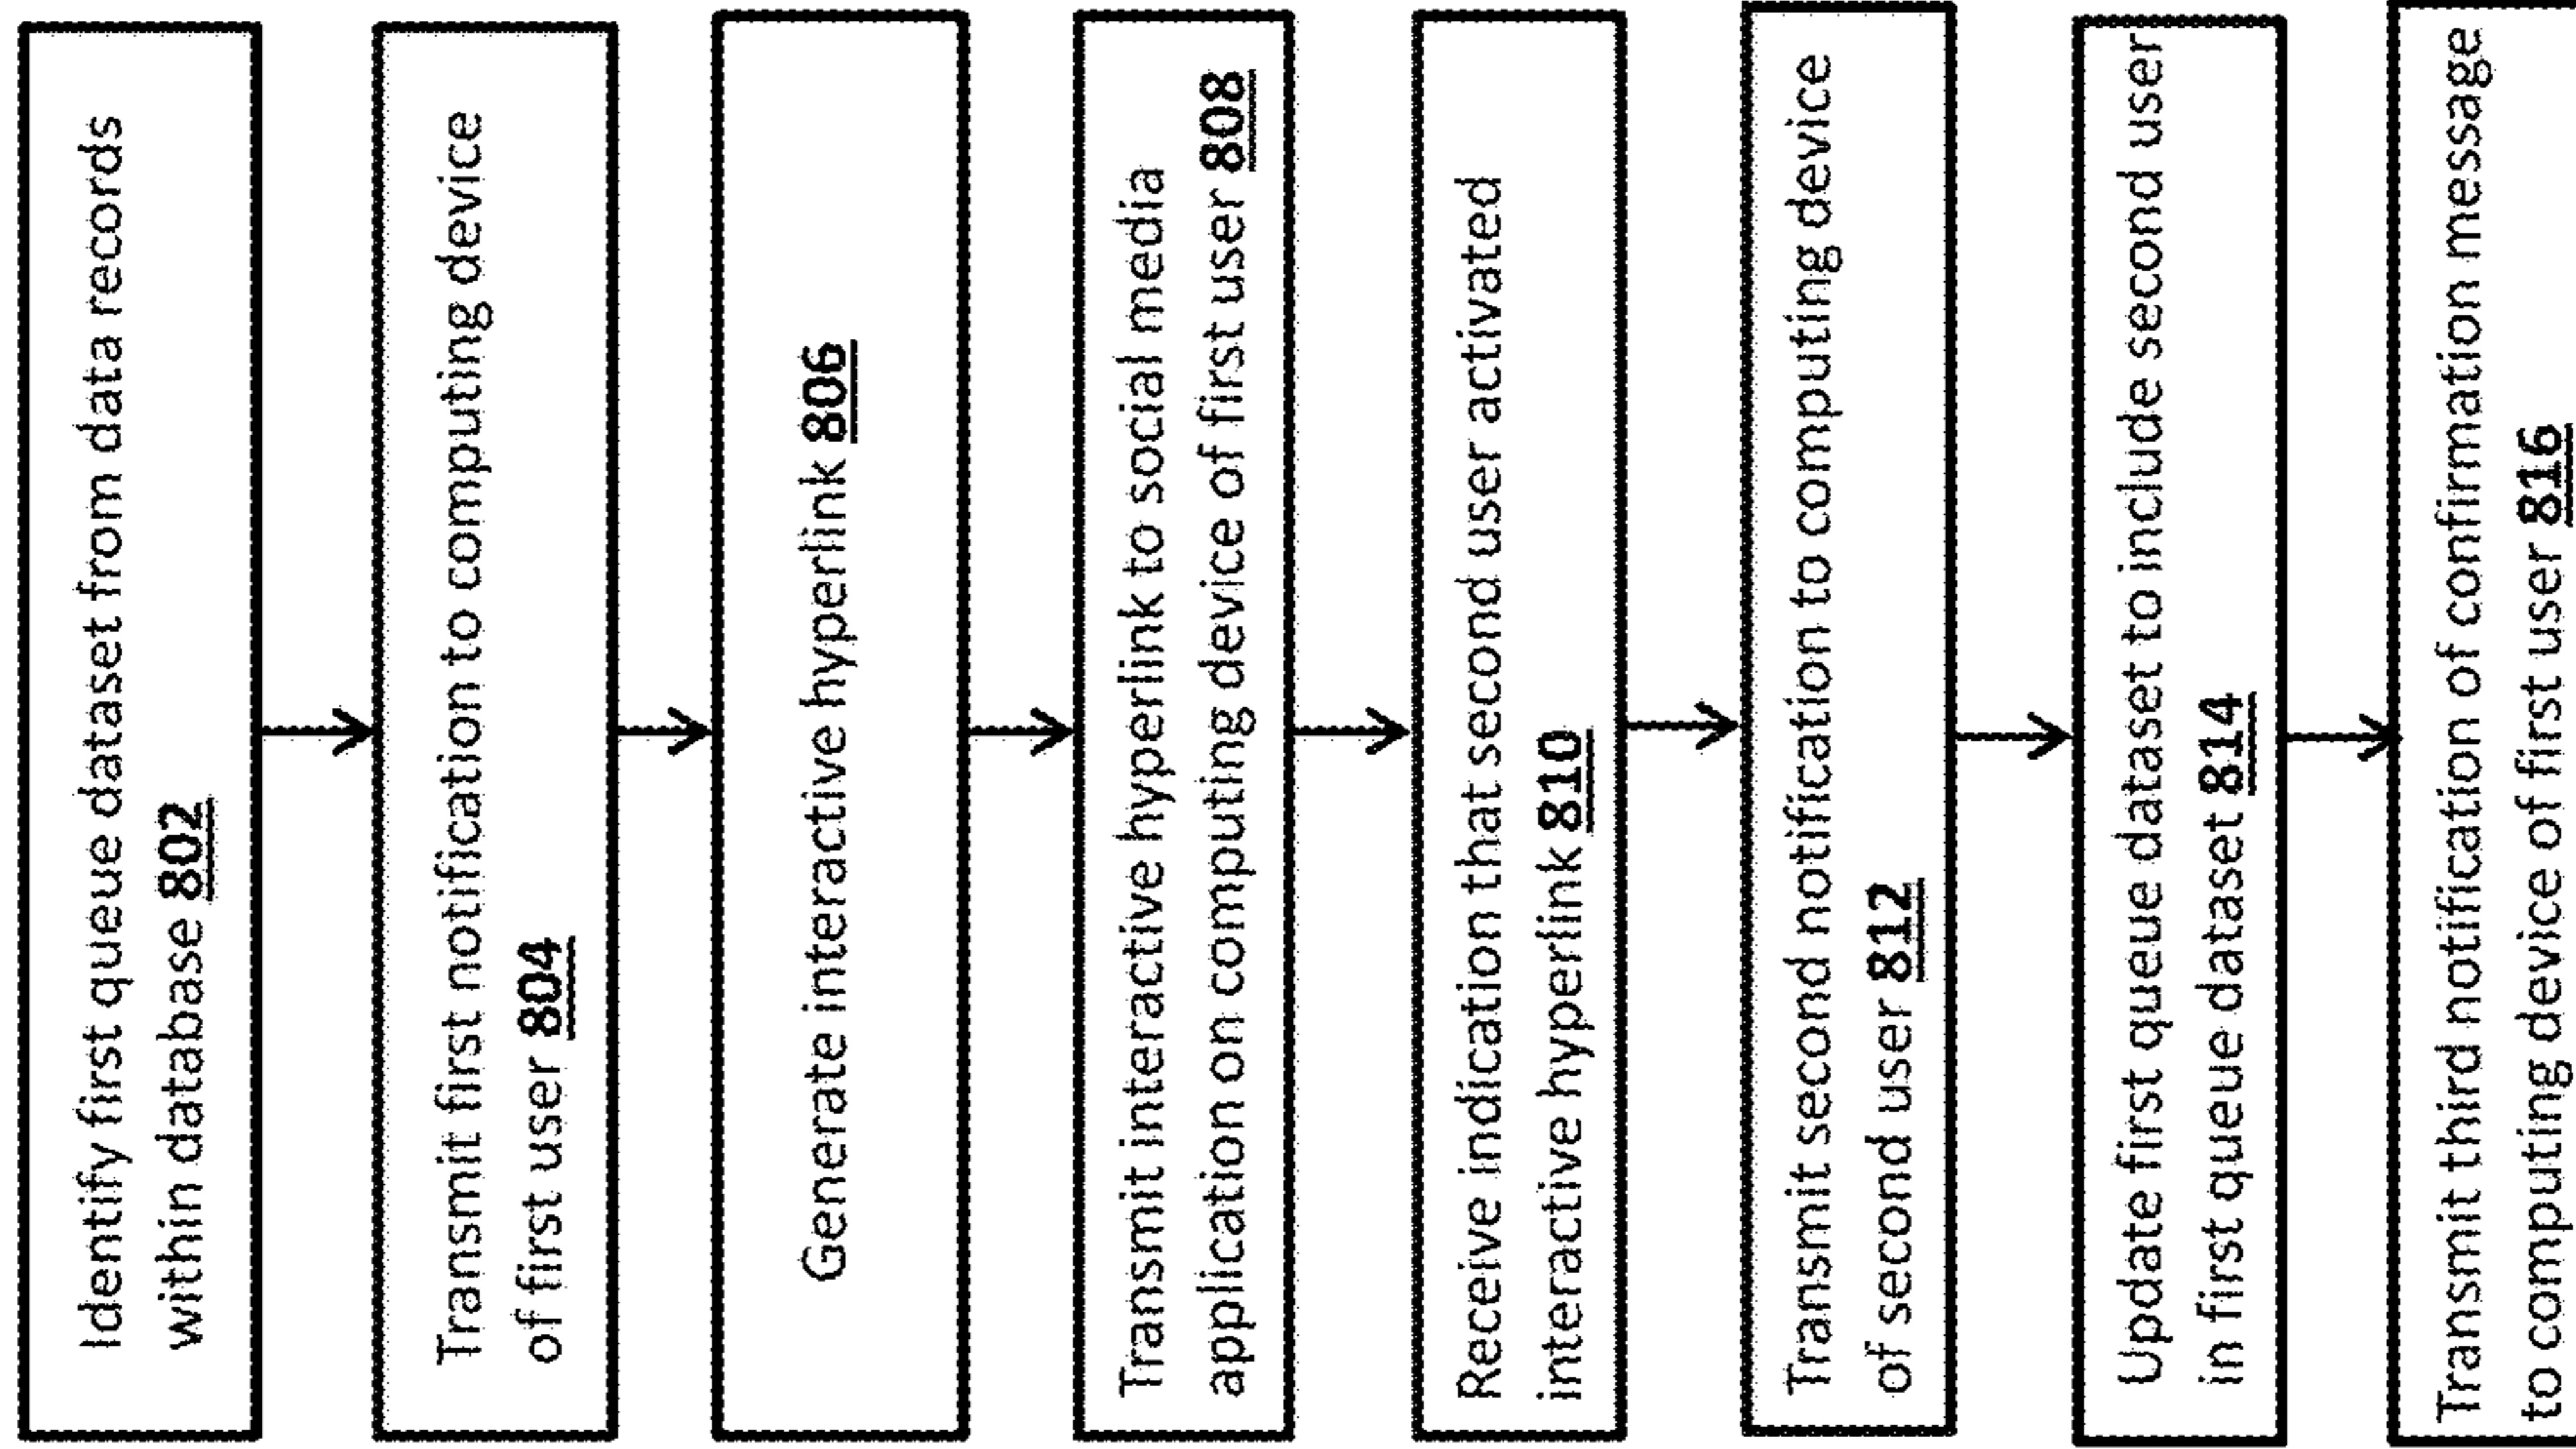 Identify first queue dataset from data records
within database 802
Transmit first notification to computing device
of first user 804
Generate interactive hyperlink 806
Transmit interactive hyperlink to social media
application on computing device of first user 808
Receive indication that second user activated
interactive hyperlink 810
Transmit second notification to computing device
of second user 812
Update first queue dataset to include second user
in first queue dataset 814
Transmit third notification of confirmation message
to computing device of first user 816